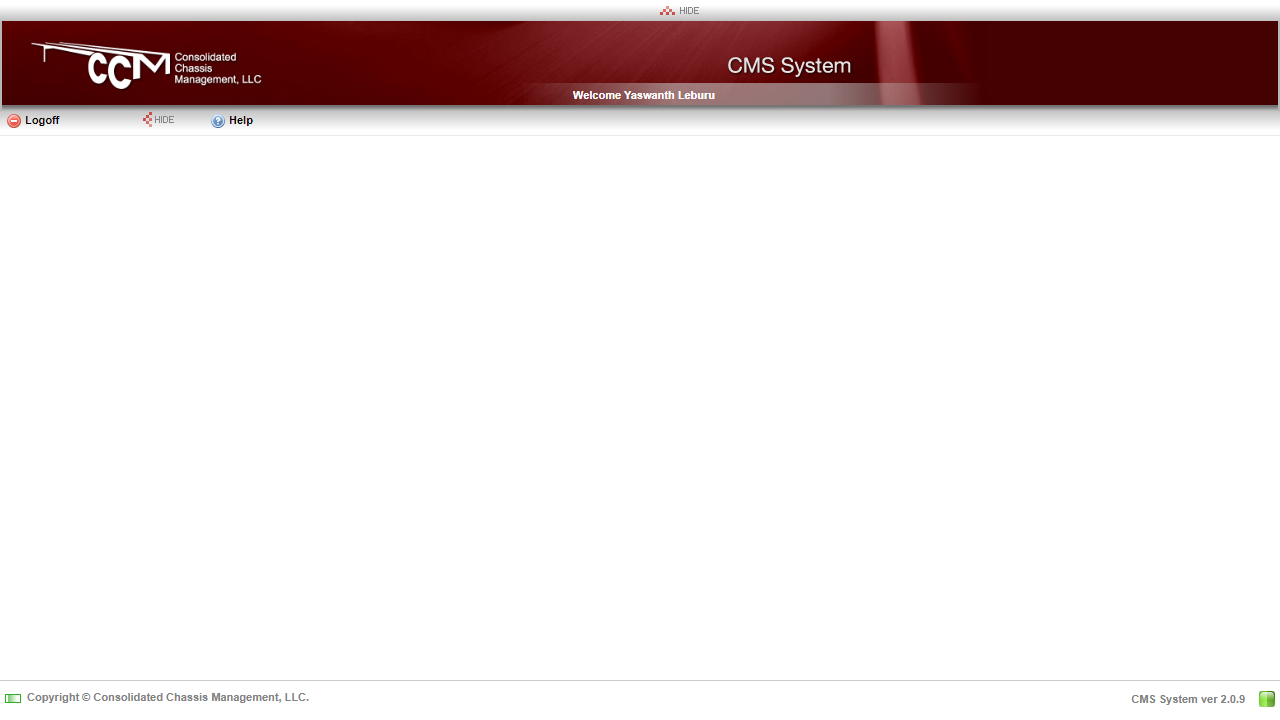 HIDE
CCM
Consolidated
Chassis
Management, LLC
CMS System
Welcome Yaswanth Leburu
Logoff
HIDE
Help
Copyright © Consolidated Chassis Management, LLC.
CMS System ver 2.0.9